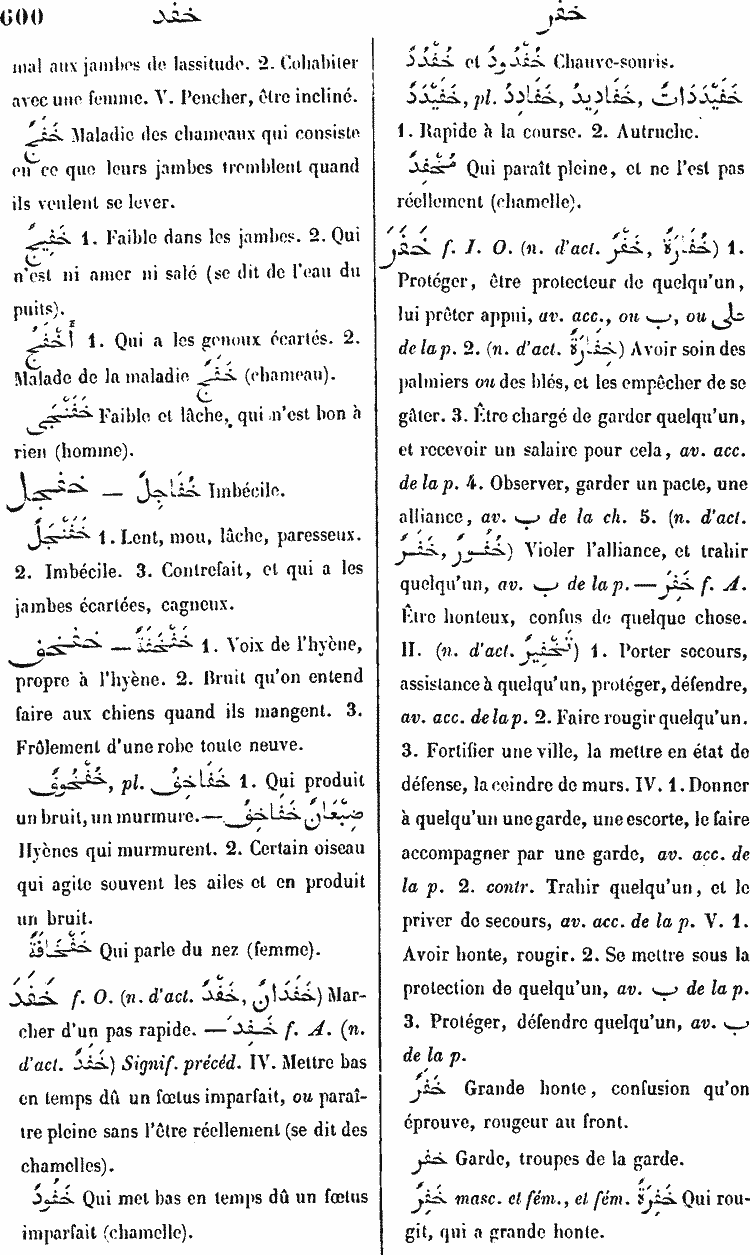 600
خفد
خفر
mal aux jambes de lassitude. 2. Cohabiter
avec une femme. V. Pencher, être incliné.
خَفَجٌ Maladie des chameaux qui consiste
en ce que leurs jambes tremblent quand
ils veulent se lever.
خَفِيجٌ 1. Faible dans les jambes. 2. Qui
n'est ni amer ni salé (se dit de l'eau du
puits).
أَخْفَجُ 1. Qui a les genoux écartés. 2.
Malade de la maladie خَفَجٌ (chameau).
خَفَنْجَى Faible et lâche, qui n'est bon à
rien (homme).
خفجل — خُفَاجِلٌ Imbécile.
خَفَنْجَلٌ 1. Lent, mou, lâche, paresseux.
2. Imbécile. 3. Contrefait, et qui a les
jambes écartées, cagneux.
خفخف — خَفْخَفَةٌ 1. Voix de l'hyène,
propre à l'hyène. 2. Bruit qu'on entend
faire aux chiens quand ils mangent. 3.
Frôlement d'une robe toute neuve.
خُفْخُوفٌ, pl. خَفَاخِفُ 1. Qui produit
un bruit, un murmure. — ضِبْعَانٌ خَفَاخِفُ
Hyènes qui murmurent. 2. Certain oiseau
qui agite souvent les ailes et en produit
un bruit.
خَفْخَافَةٌ Qui parle du nez (femme).
خَفَدَ f. O. (n. d'act. خَفْدٌ, خَفَدَانٌ) Mar-
cher d'un pas rapide. — خَفِدَ f. A. (n.
d'act. خَفَدٌ) Signif. précéd. IV. Mettre bas
en temps dû un fœtus imparfait, ou paraî-
tre pleine sans l'être réellement (se dit des
chamelles).
خَفُودٌ Qui met bas en temps dû un fœtus
imparfait (chamelle).
خُفْدُدٌ et خُفْدُودٌ Chauve-souris.
خَفَيْدَدٌ, pl. خَفَادِدُ, خَفَادِيدُ, خَفَيْدَدَاتٌ
1. Rapide à la course. 2. Autruche.
مُخْفِدٌ Qui paraît pleine, et ne l'est pas
réellement (chamelle).
خَفَرَ f. I. O. (n. d'act. خَفْرٌ, خُفَارَةٌ) 1.
Protéger, être protecteur de quelqu'un,
lui prêter appui, av. acc., ou ب, ou على
de la p. 2. (n. d'act. خِفَارَةٌ) Avoir soin des
palmiers ou des blés, et les empêcher de se
gâter. 3. Être chargé de garder quelqu'un,
et recevoir un salaire pour cela, av. acc.
de la p. 4. Observer, garder un pacte, une
alliance, av. ب de la ch. 5. (n. d'act.
خَفْرٌ, خُفُورٌ) Violer l'alliance, et trahir
quelqu'un, av. ب de la p. — خَفِرَ f. A.
Être honteux, confus de quelque chose.
II. (n. d'act. تَخْفِيرٌ) 1. Porter secours,
assistance à quelqu'un, protéger, défendre,
av. acc. de la p. 2. Faire rougir quelqu'un.
3. Fortifier une ville, la mettre en état de
défense, la ceindre de murs. IV. 1. Donner
à quelqu'un une garde, une escorte, le faire
accompagner par une garde, av. acc. de
la p. 2. contr. Trahir quelqu'un, et le
priver de secours, av. acc. de la p. V. 1.
Avoir honte, rougir. 2. Se mettre sous la
protection de quelqu'un, av. ب de la p.
3. Protéger, défendre quelqu'un, av. ب
de la p.
خَفَرٌ Grande honte, confusion qu'on
éprouve, rougeur au front.
خفر Garde, troupes de la garde.
خَفِرٌ masc. et fém., et fém. خَفِرَةٌ Qui rou-
git, qui a grande honte.